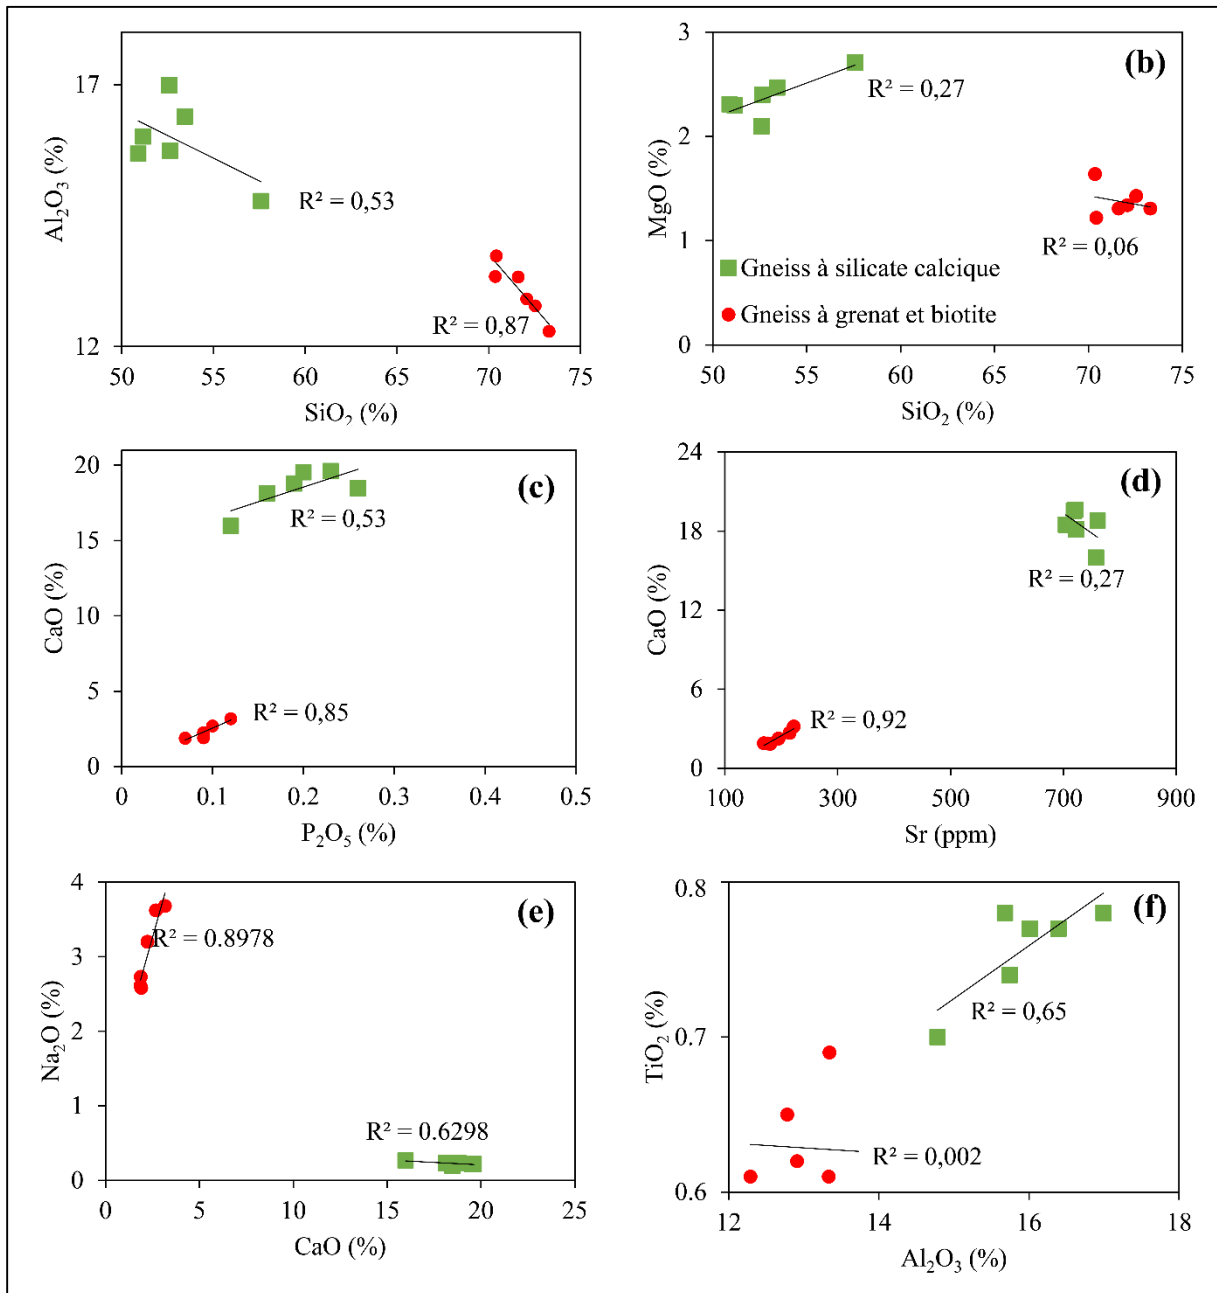 17
12
Al₂O₃ (%)
R² = 0,53
R² = 0,87
50 55 60 65 70 75
SiO₂ (%)
(b)
3
2
1
0
MgO (%)
R² = 0,27
R² = 0,06
Gneiss à silicate calcique
Gneiss à grenat et biotite
50 55 60 65 70 75
SiO₂ (%)
(c)
20
15
10
5
0
CaO (%)
R² = 0,53
R² = 0,85
0 0.1 0.2 0.3 0.4 0.5
P₂O₅ (%)
(d)
24
18
12
6
0
CaO (%)
R² = 0,27
R² = 0,92
100 300 500 700 900
Sr (ppm)
(e)
4
3
2
1
0
Na₂O (%)
R² = 0.8978
R² = 0.6298
0 5 10 15 20 25
CaO (%)
(f)
0.8
0.7
0.6
TiO₂ (%)
R² = 0,65
R² = 0,002
12 14 16 18
Al₂O₃ (%)